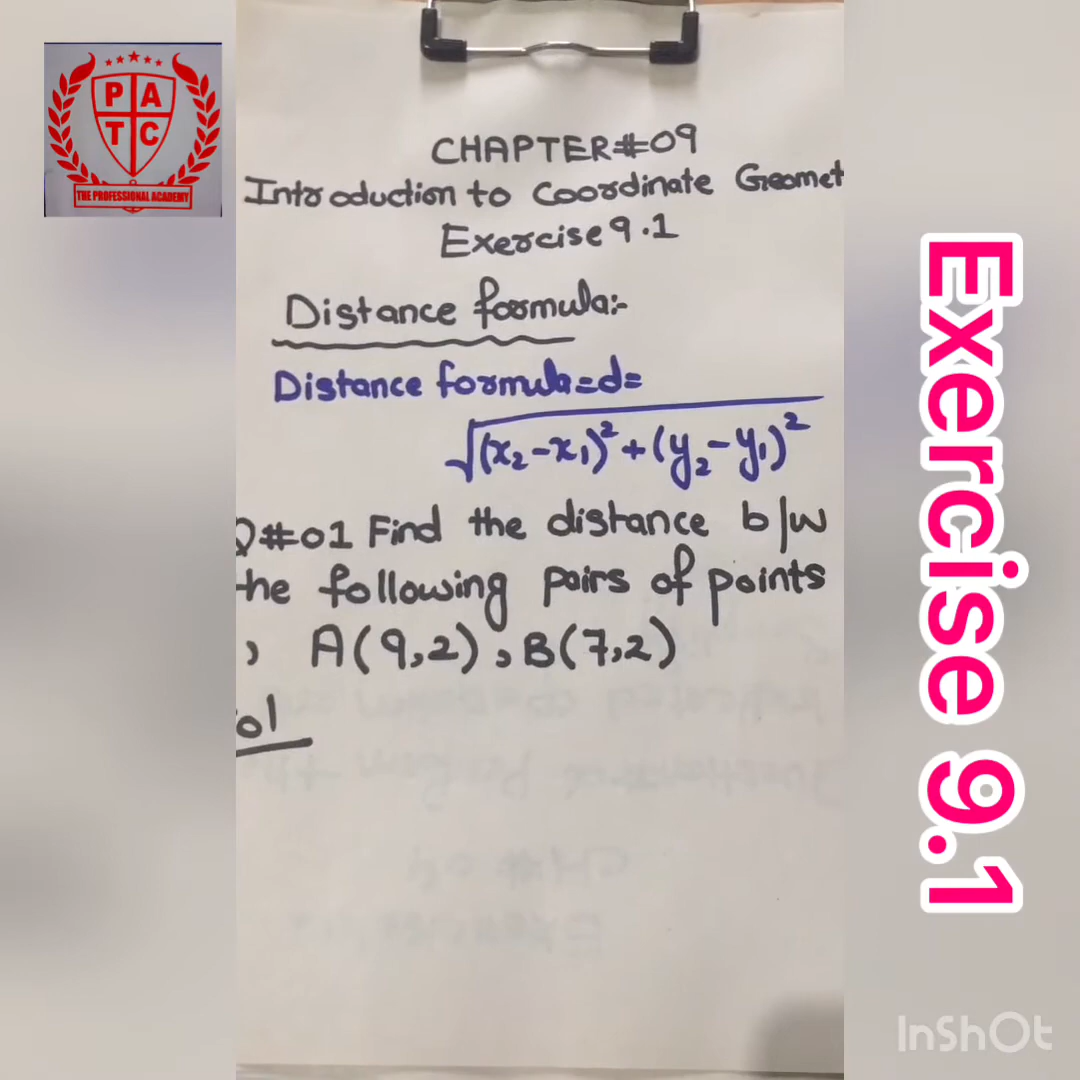 P A
T C
THE PROFESSIONAL ACADEMY
CHAPTER#09
Introduction to Coordinate Geomet
Exercise 9.1
Distance formula:-
Distance formula=d=
√(x₂-x₁)²+(y₂-y₁)²
Q#01 Find the distance b/w
the following pairs of points
) A(9,2), B(7,2)
ol
Exercise 9.1
InShOt